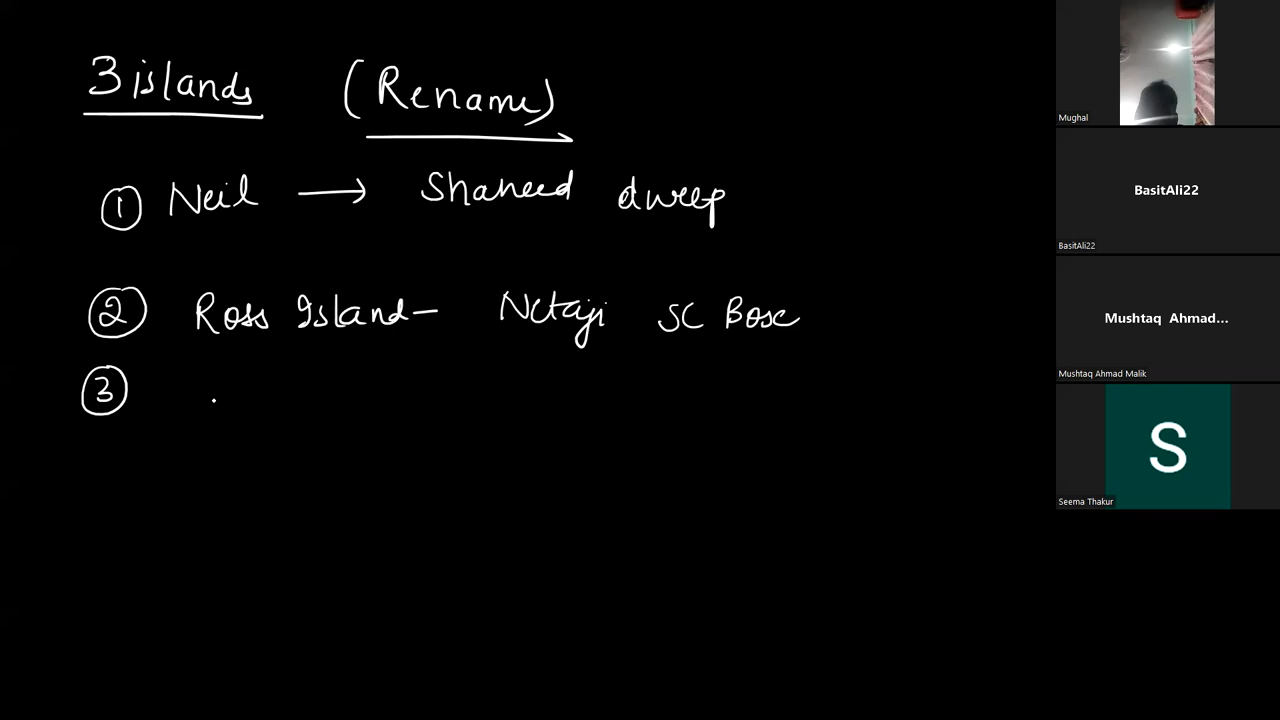 3 islands (Rename)
① Neil → Shaheed dweep
② Ross Island- Netaji SC Bose
③ .
Mughal
BasitAli22
BasitAli22
Mushtaq Ahmad...
Mushtaq Ahmad Malik
S
Seema Thakur